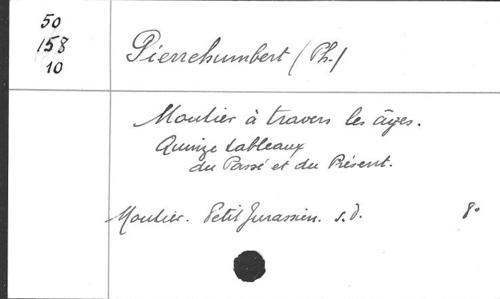 50
158
10
Pierrehumbert (Ph.)
Moutier à travers les âges.
Quinze tableaux
du Passé et du Présent.
Moutier. Petit Jurassien. s.d. 8°